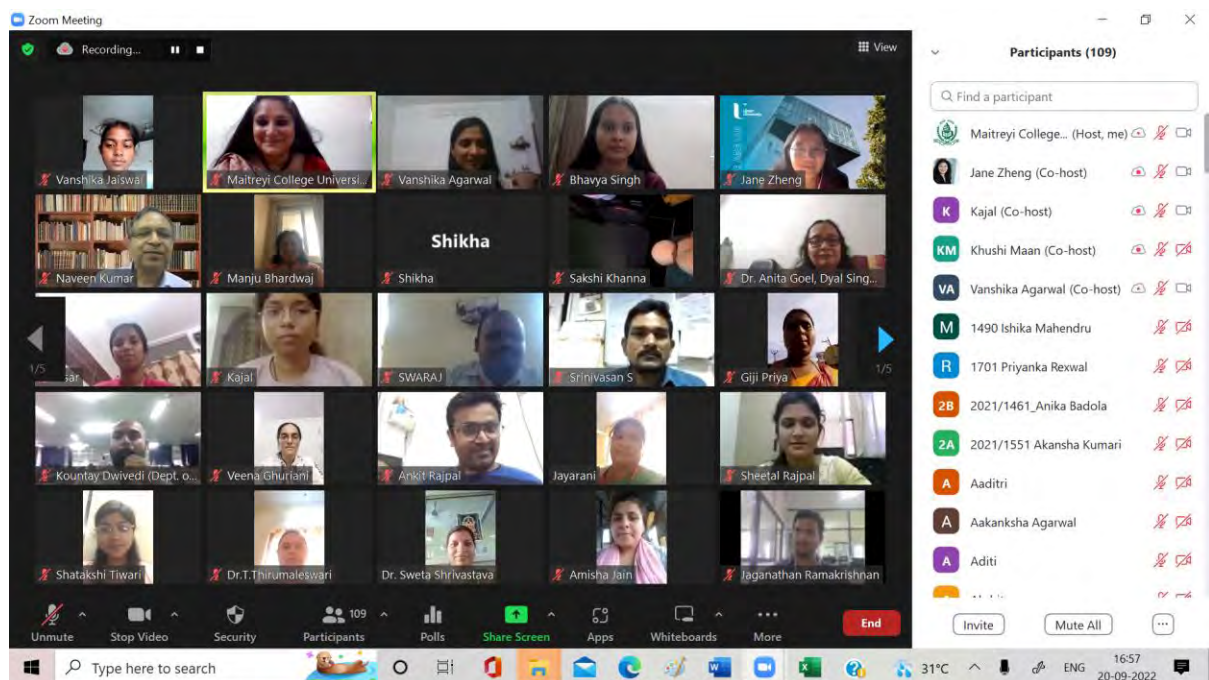 Zoom Meeting
Recording...
View
Vanshika Jaiswal
Maitreyi College Universi...
Vanshika Agarwal
Bhavya Singh
Jane Zheng
Naveen Kumar
Manju Bhardwaj
Shikha
Shikha
Sakshi Khanna
Dr. Anita Goel, Dyal Sing...
1/5
sar
Kajal
SWARAJ
Srinivasan S
Giji Priya
1/5
Kountay Dwivedi (Dept. o...
Veena Ghuriani
Ankit Rajpal
Jayarani
Sheetal Rajpal
Shatakshi Tiwari
Dr.T.Thirumaleswari
Dr. Sweta Shrivastava
Amisha Jain
Jaganathan Ramakrishnan
Unmute
Stop Video
Security
109
Participants
Polls
Share Screen
Apps
Whiteboards
More
End
Participants (109)
Find a participant
Maitreyi College... (Host, me)
Jane Zheng (Co-host)
K Kajal (Co-host)
KM Khushi Maan (Co-host)
VA Vanshika Agarwal (Co-host)
M 1490 Ishika Mahendru
R 1701 Priyanka Rexwal
2B 2021/1461_Anika Badola
2A 2021/1551 Akansha Kumari
A Aaditri
A Aakanksha Agarwal
A Aditi
Invite
Mute All
...
Type here to search
31°C
ENG
16:57
20-09-2022